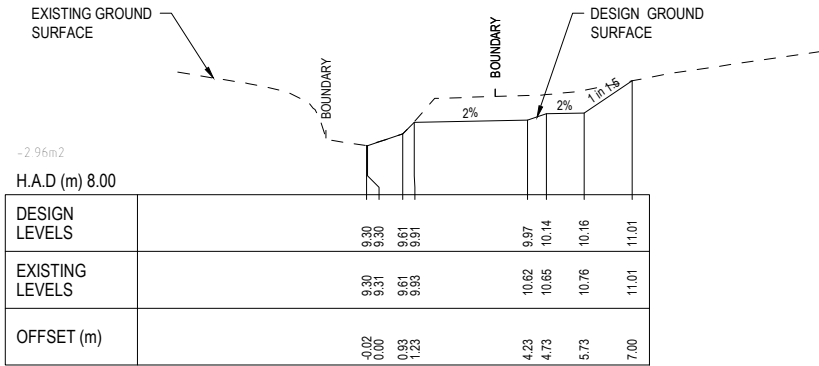 EXISTING GROUND
SURFACE
DESIGN GROUND
SURFACE
BOUNDARY
BOUNDARY
2%
2%
1 in 1.5
-2.96m2
H.A.D (m) 8.00
DESIGN
LEVELS
9.30 9.30 9.61 9.91 9.97 10.14 10.16 11.01
EXISTING
LEVELS
9.30 9.31 9.61 9.93 10.62 10.65 10.76 11.01
OFFSET (m)
-0.02 0.00 0.93 1.23 4.23 4.73 5.73 7.00